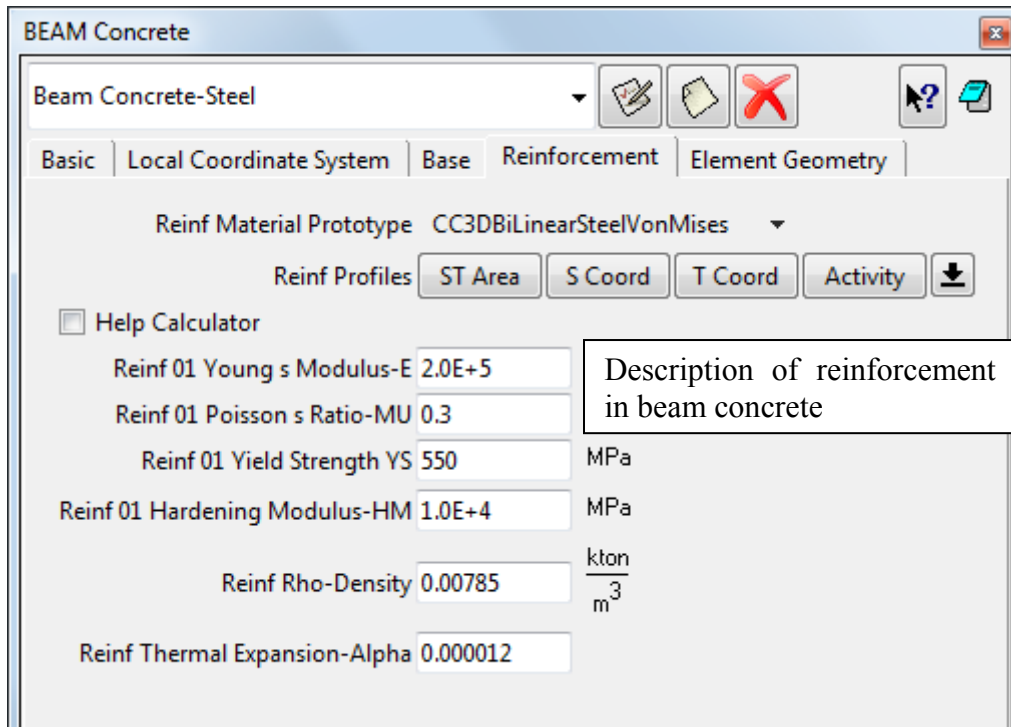 BEAM Concrete
Beam Concrete-Steel
Basic Local Coordinate System Base Reinforcement Element Geometry
Reinf Material Prototype CC3DBiLinearSteelVonMises
Reinf Profiles ST Area S Coord T Coord Activity
Help Calculator
Reinf 01 Young s Modulus-E 2.0E+5
Description of reinforcement
in beam concrete
Reinf 01 Poisson s Ratio-MU 0.3
Reinf 01 Yield Strength YS 550 MPa
Reinf 01 Hardening Modulus-HM 1.0E+4 MPa
Reinf Rho-Density 0.00785 kton
m3
Reinf Thermal Expansion-Alpha 0.000012